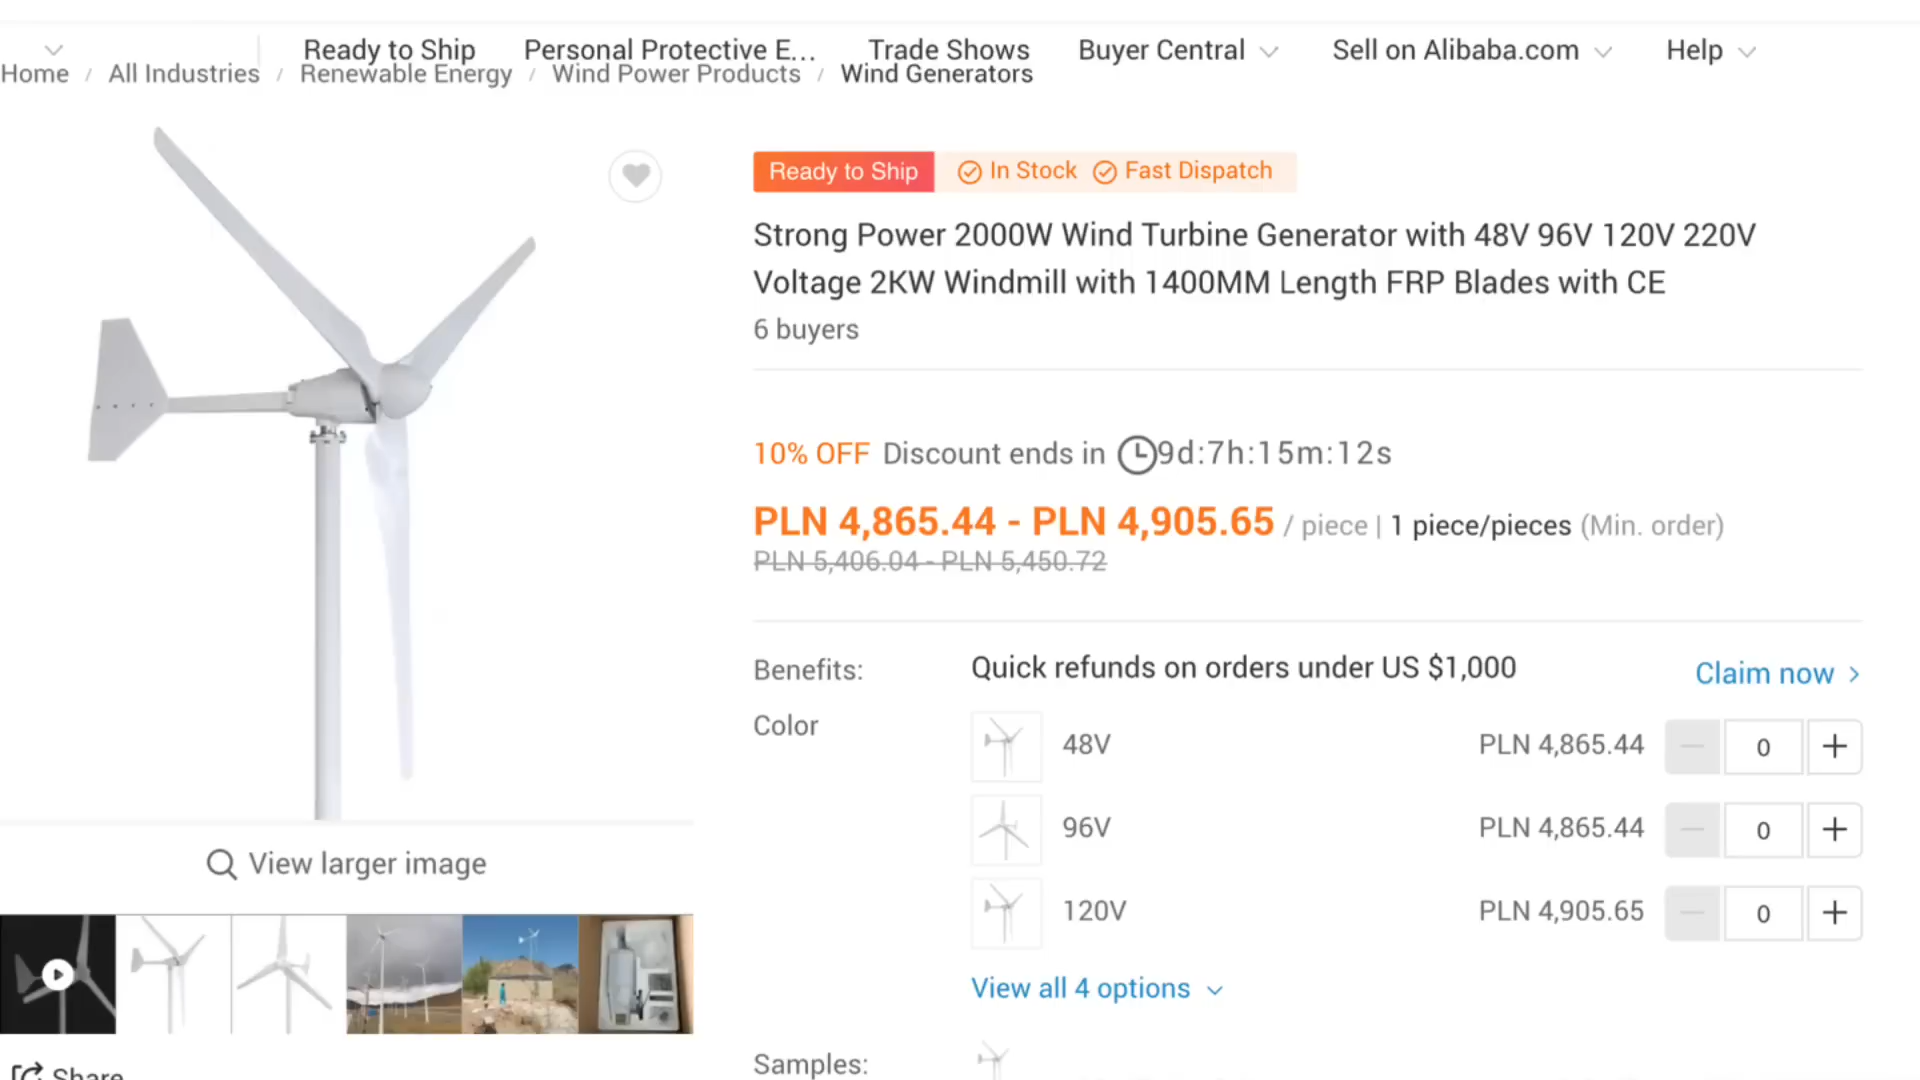 Ready to Ship Personal Protective E... Trade Shows Buyer Central Sell on Alibaba.com Help
Home / All Industries / Renewable Energy / Wind Power Products / Wind Generators
Ready to Ship In Stock Fast Dispatch
Strong Power 2000W Wind Turbine Generator with 48V 96V 120V 220V
Voltage 2KW Windmill with 1400MM Length FRP Blades with CE
6 buyers
10% OFF Discount ends in 9d:7h:15m:12s
PLN 4,865.44 - PLN 4,905.65 / piece | 1 piece/pieces (Min. order)
PLN 5,406.04 - PLN 5,450.72
Benefits: Quick refunds on orders under US $1,000 Claim now >
Color 48V PLN 4,865.44 — 0 +
96V PLN 4,865.44 — 0 +
120V PLN 4,905.65 — 0 +
View all 4 options
Samples:
View larger image
Share